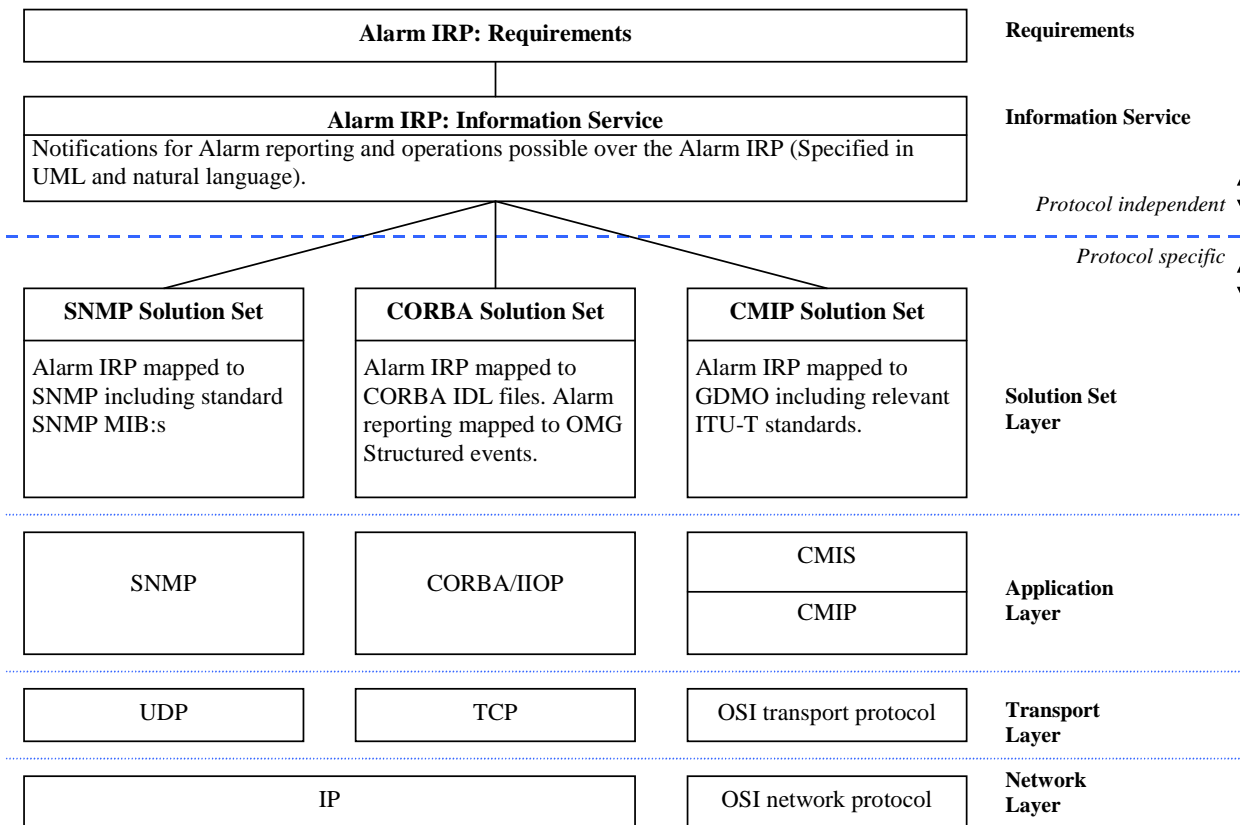 Alarm IRP: Requirements
Requirements
Alarm IRP: Information Service
Information Service
Notifications for Alarm reporting and operations possible over the Alarm IRP (Specified in
UML and natural language).
Protocol independent
Protocol specific
SNMP Solution Set
CORBA Solution Set
CMIP Solution Set
Alarm IRP mapped to
SNMP including standard
SNMP MIB:s
Alarm IRP mapped to
CORBA IDL files. Alarm
reporting mapped to OMG
Structured events.
Alarm IRP mapped to
GDMO including relevant
ITU-T standards.
Solution Set
Layer
SNMP
CORBA/IIOP
CMIS
CMIP
Application
Layer
UDP
TCP
OSI transport protocol
Transport
Layer
IP
OSI network protocol
Network
Layer